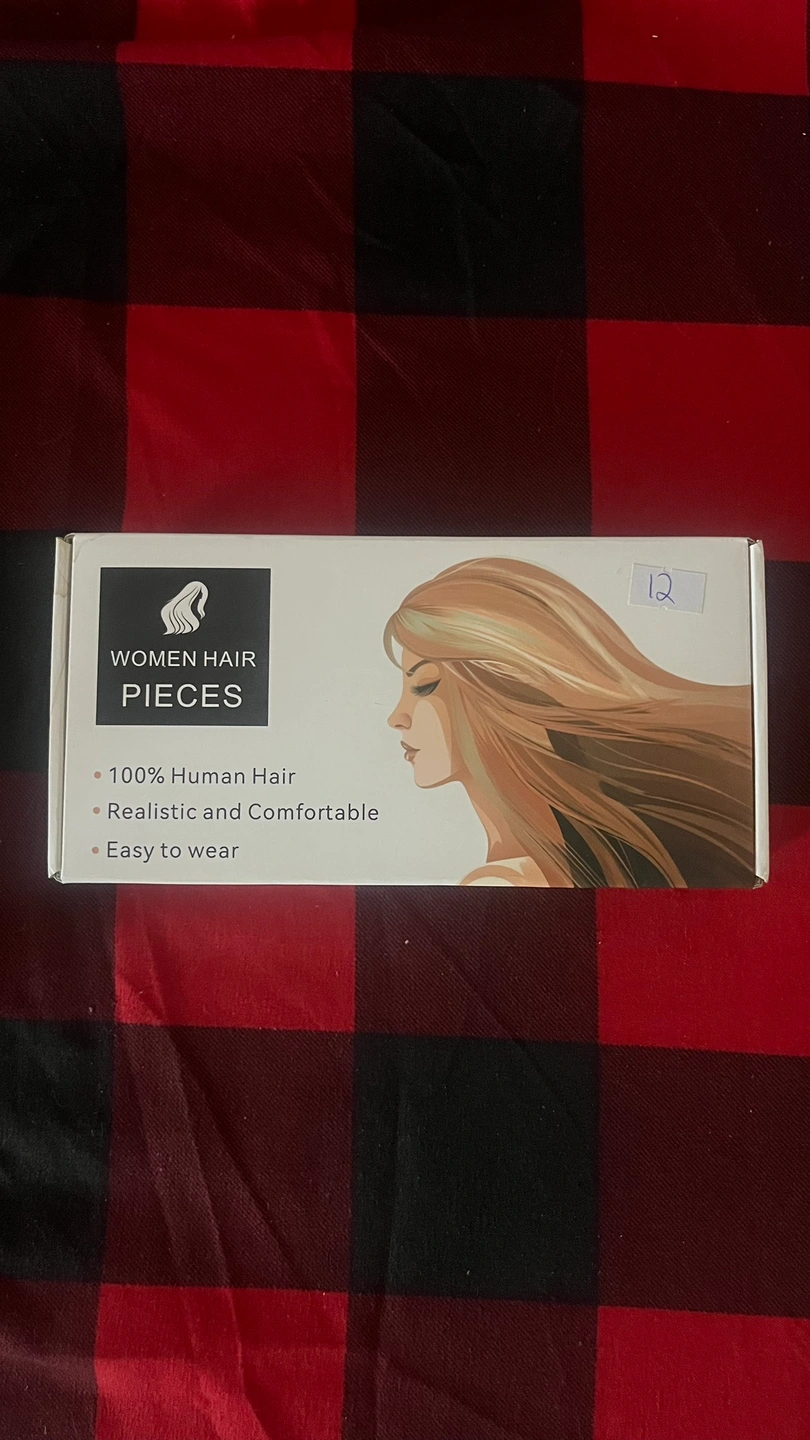 12
WOMEN HAIR
PIECES
• 100% Human Hair
• Realistic and Comfortable
• Easy to wear